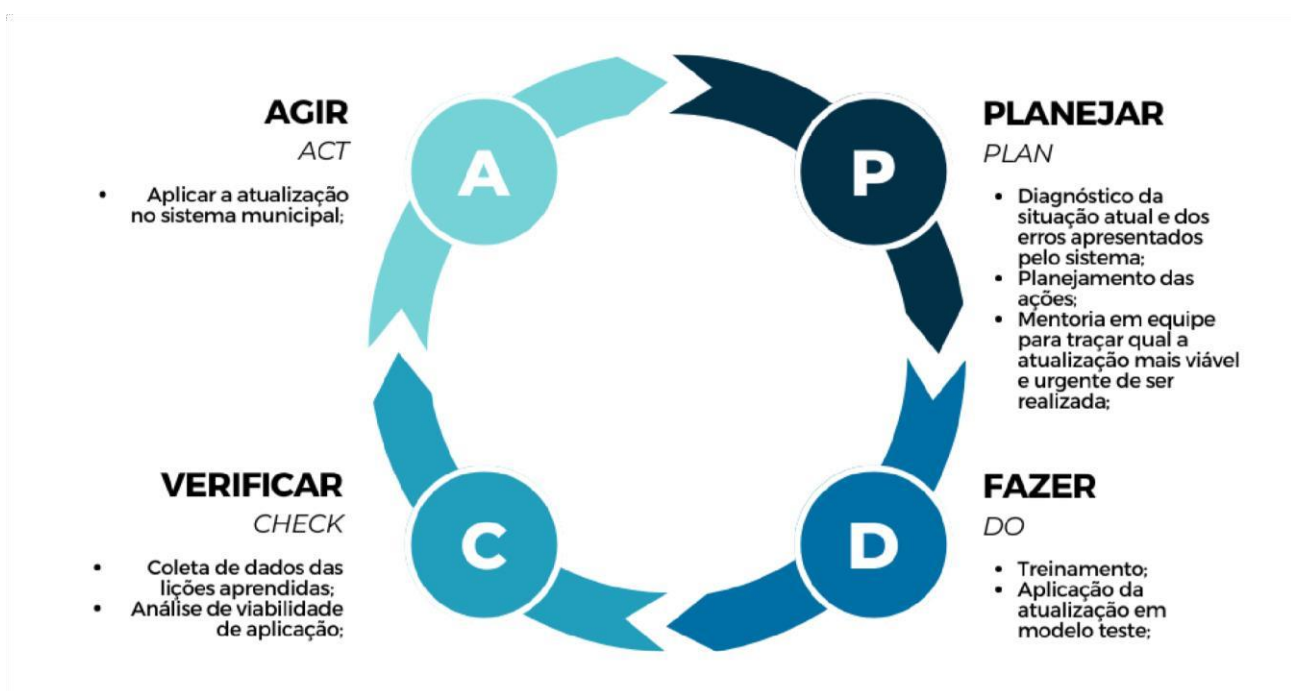 AGIR
ACT
• Aplicar a atualização
no sistema municipal;
A
P
PLANEJAR
PLAN
• Diagnóstico da
situação atual e dos
erros apresentados
pelo sistema;
• Planejamento das
ações;
• Mentoria em equipe
para traçar qual a
atualização mais viável
e urgente de ser
realizada;
VERIFICAR
CHECK
• Coleta de dados das
lições aprendidas;
• Análise de viabilidade
de aplicação;
C
D
FAZER
DO
• Treinamento;
• Aplicação da
atualização em
modelo teste;